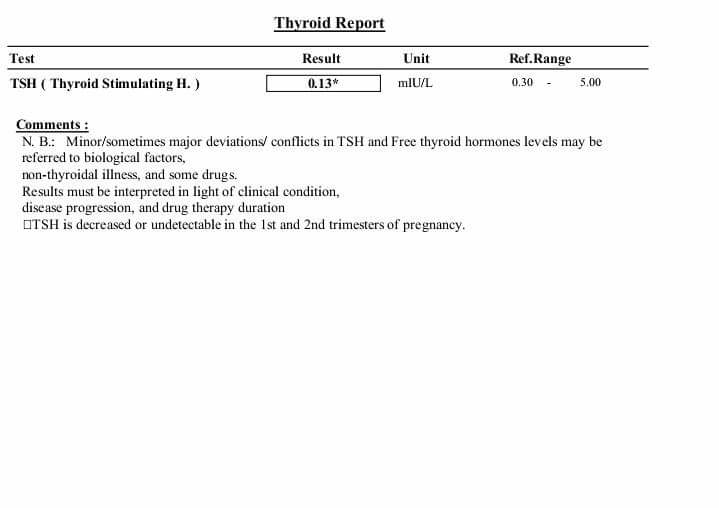 Thyroid Report
Test Result Unit Ref.Range
TSH ( Thyroid Stimulating H. ) 0.13* mIU/L 0.30 - 5.00
Comments :
N. B.: Minor/sometimes major deviations/ conflicts in TSH and Free thyroid hormones levels may be
referred to biological factors,
non-thyroidal illness, and some drugs.
Results must be interpreted in light of clinical condition,
disease progression, and drug therapy duration
□TSH is decreased or undetectable in the 1st and 2nd trimesters of pregnancy.